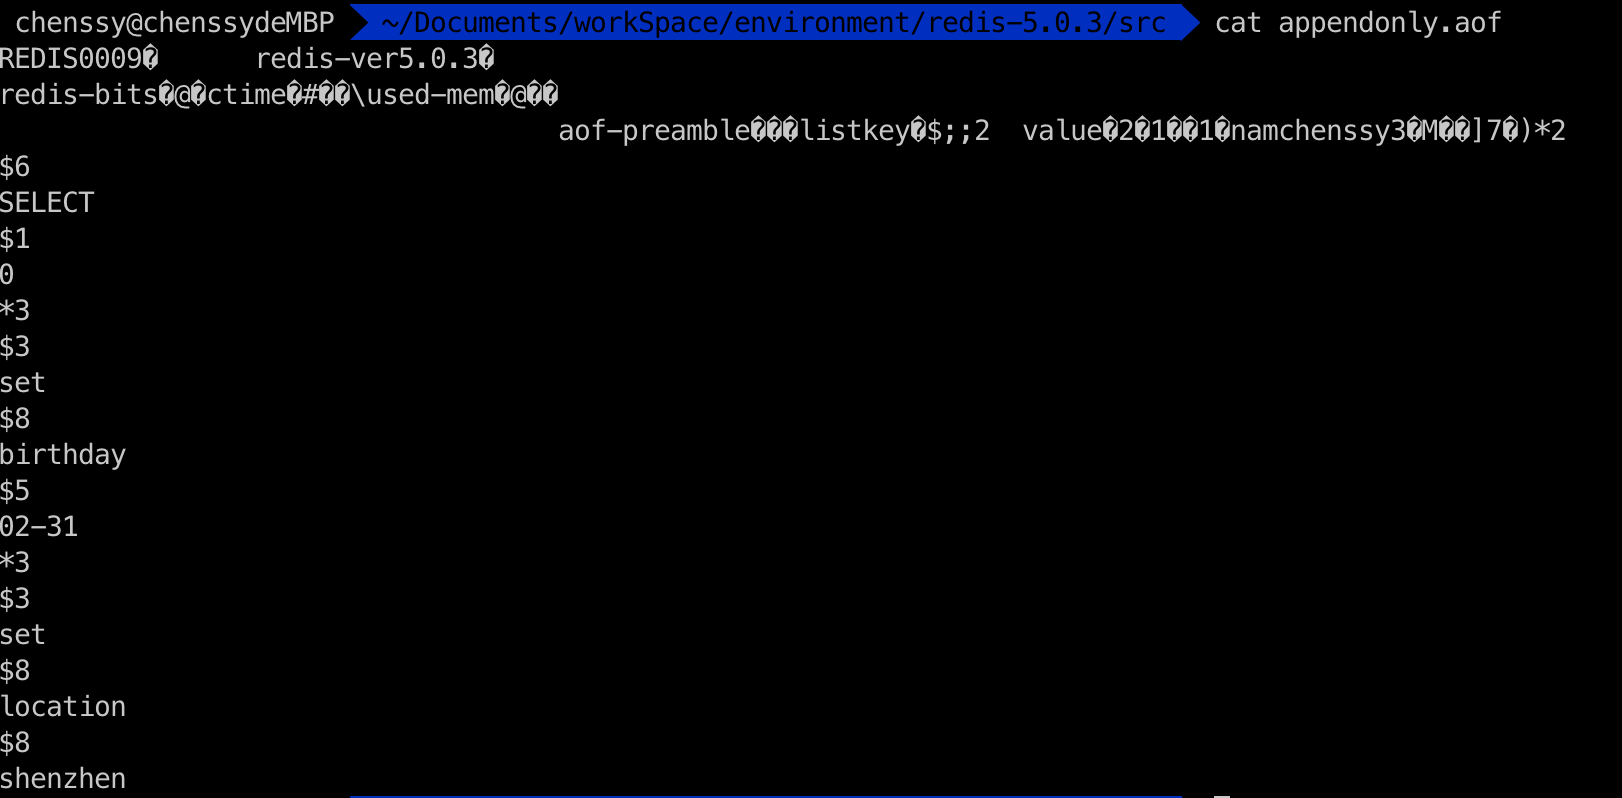 chenssy@chenssydeMBP ~/Documents/workSpace/environment/redis-5.0.3/src cat appendonly.aof
REDIS0009� redis-ver5.0.3�
redis-bits�@�ctime�#��\used-mem�@��
aof-preamble���listkey�$;;2 value�2�1��1�namchenssy3�M��]7�)*2
$6
SELECT
$1
0
*3
$3
set
$8
birthday
$5
02-31
*3
$3
set
$8
location
$8
shenzhen